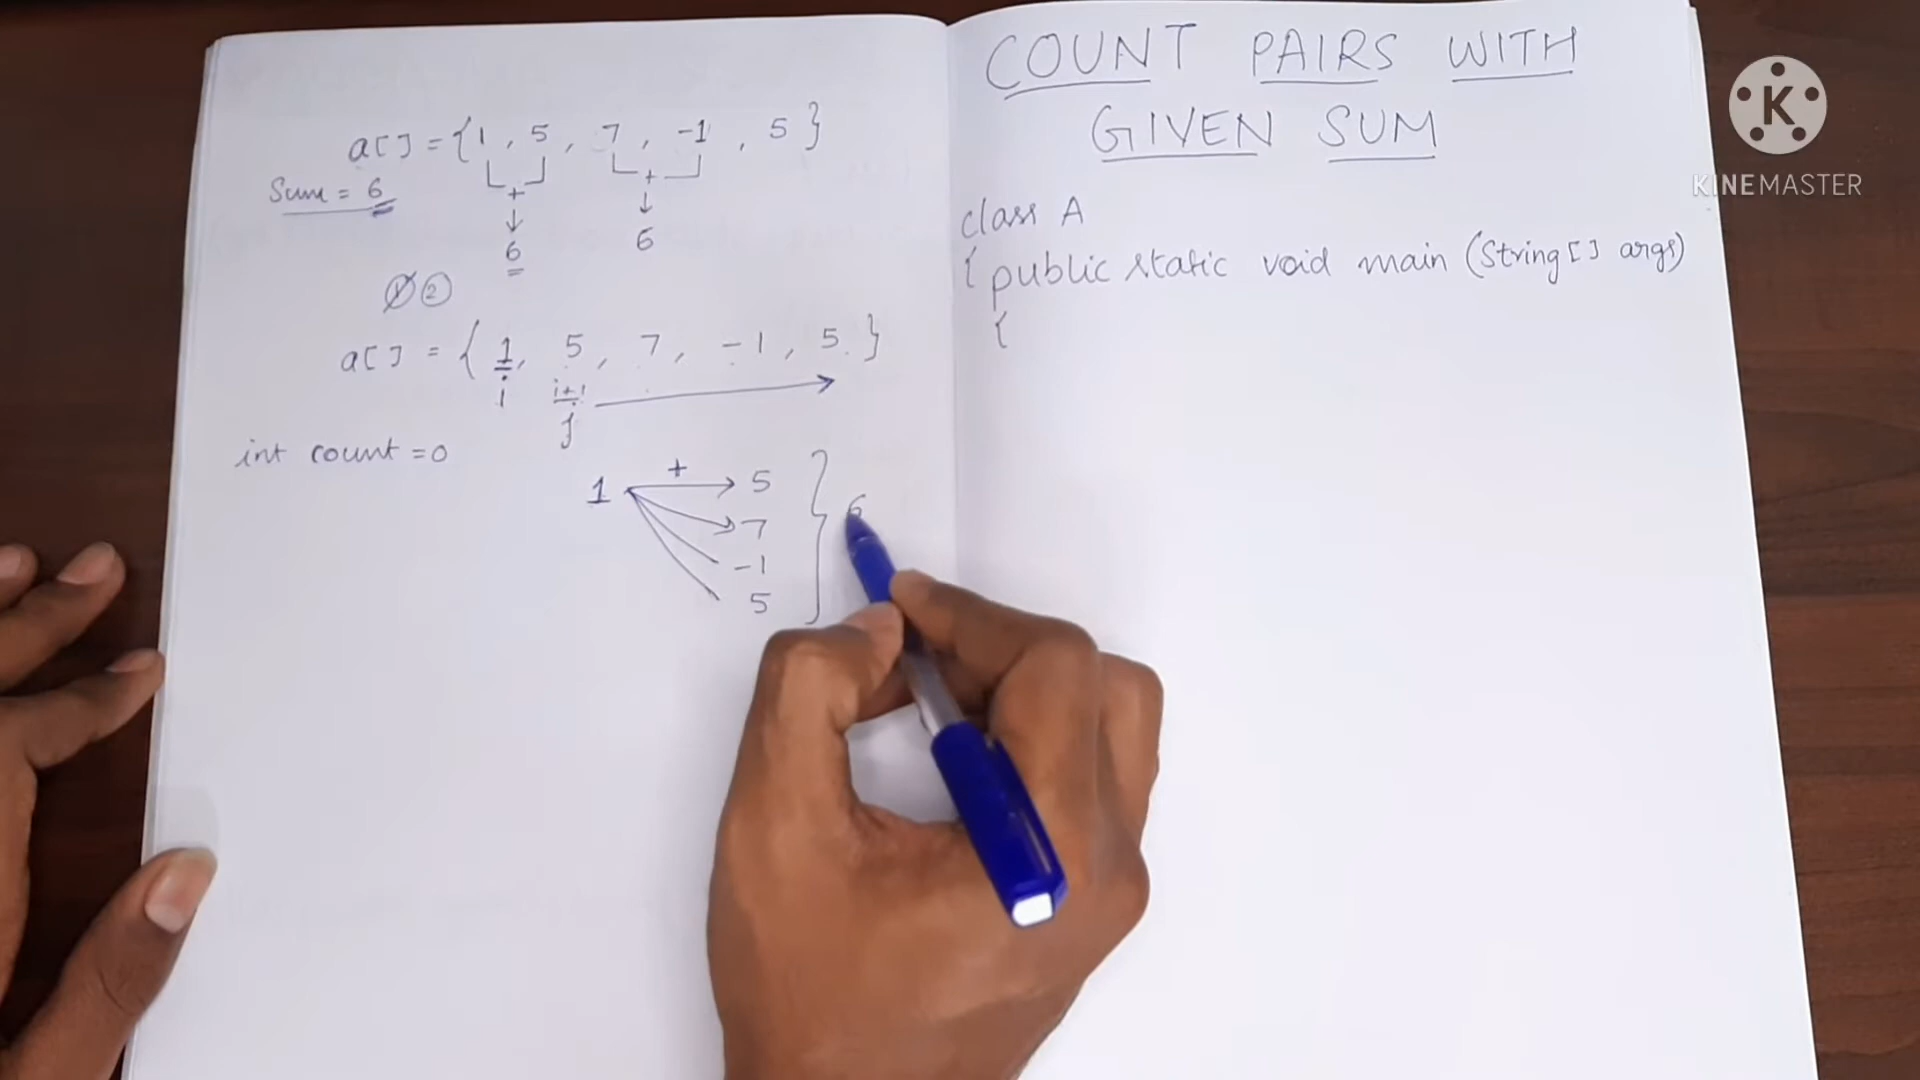 a[] = {1, 5, 7, -1, 5}
Sum = 6
+ +
↓ ↓
6 6
2
a[] = {1, 5, 7, -1, 5}
i i+1
j
int count = 0
1 + 5
7
-1
5
6
COUNT PAIRS WITH
GIVEN SUM
class A
{ public static void main (String[] args)
{
K
KINEMASTER